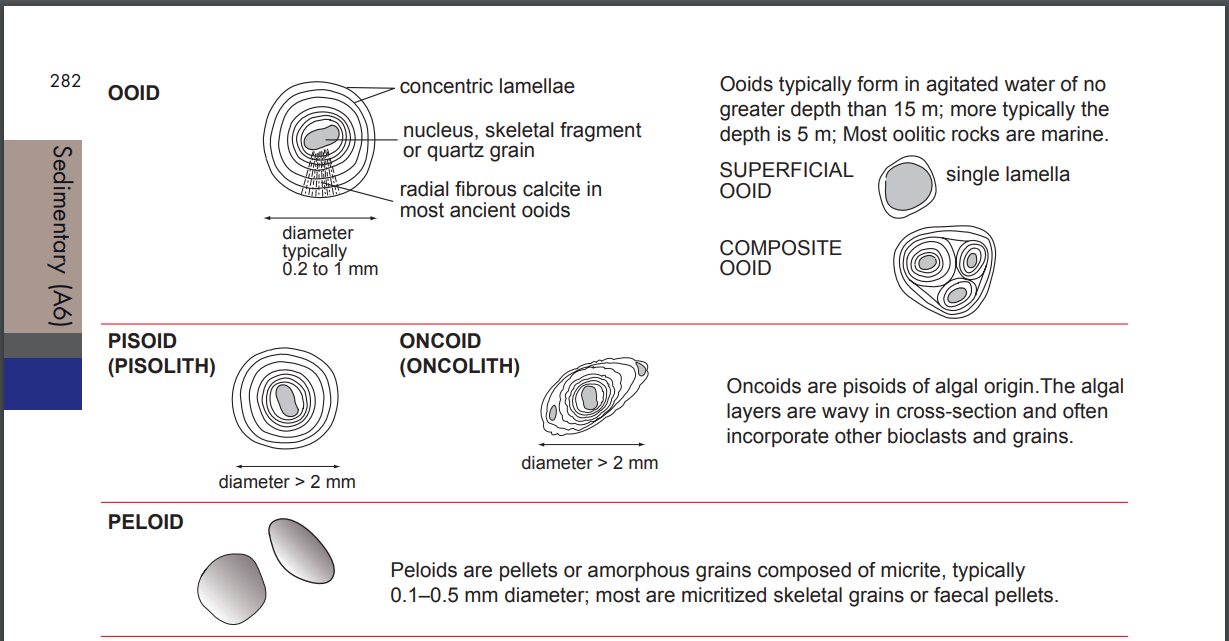 282
Sedimentary (A6)
OOID
concentric lamellae
nucleus, skeletal fragment
or quartz grain
radial fibrous calcite in
most ancient ooids
diameter
typically
0.2 to 1 mm
Ooids typically form in agitated water of no
greater depth than 15 m; more typically the
depth is 5 m; Most oolitic rocks are marine.
SUPERFICIAL
OOID
single lamella
COMPOSITE
OOID
PISOID
(PISOLITH)
diameter > 2 mm
ONCOID
(ONCOLITH)
diameter > 2 mm
Oncoids are pisoids of algal origin.The algal
layers are wavy in cross-section and often
incorporate other bioclasts and grains.
PELOID
Peloids are pellets or amorphous grains composed of micrite, typically
0.1–0.5 mm diameter; most are micritized skeletal grains or faecal pellets.